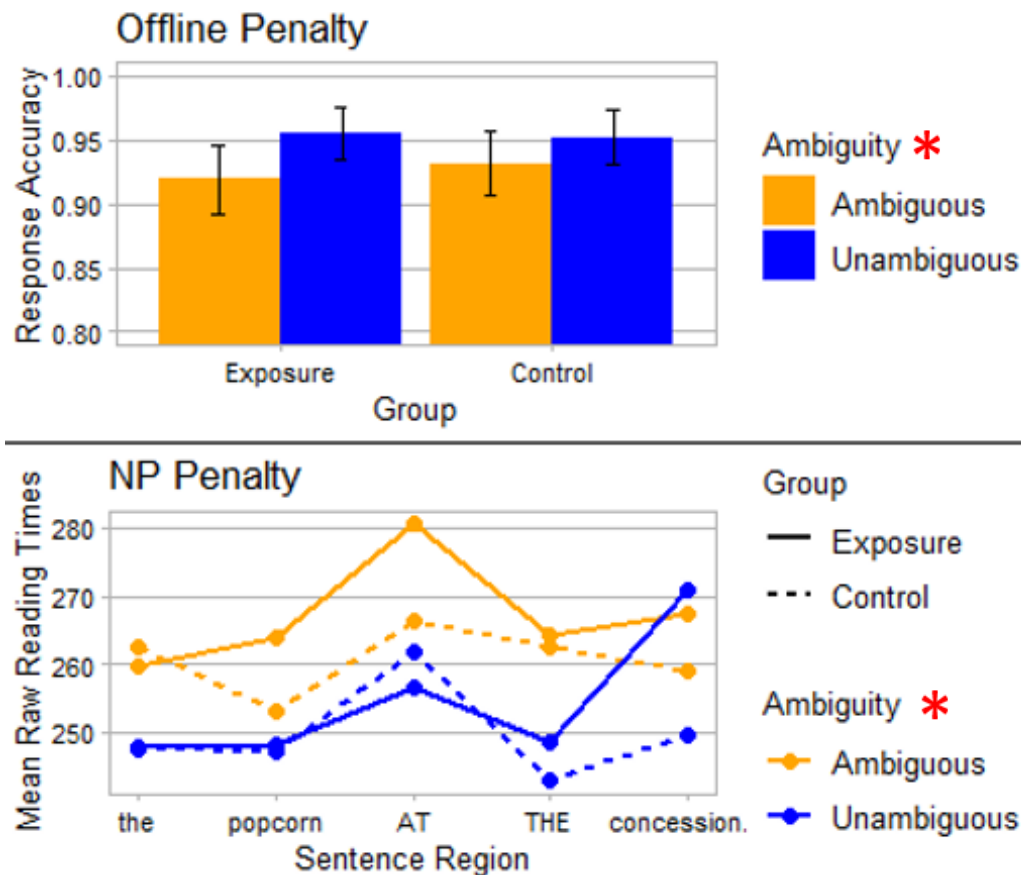 Offline Penalty
Response Accuracy
1.00
0.95
0.90
0.85
0.80
Exposure Control
Group
Ambiguity *
Ambiguous
Unambiguous
NP Penalty
Mean Raw Reading Times
280
270
260
250
the popcorn AT THE concession.
Sentence Region
Group
Exposure
Control
Ambiguity *
Ambiguous
Unambiguous